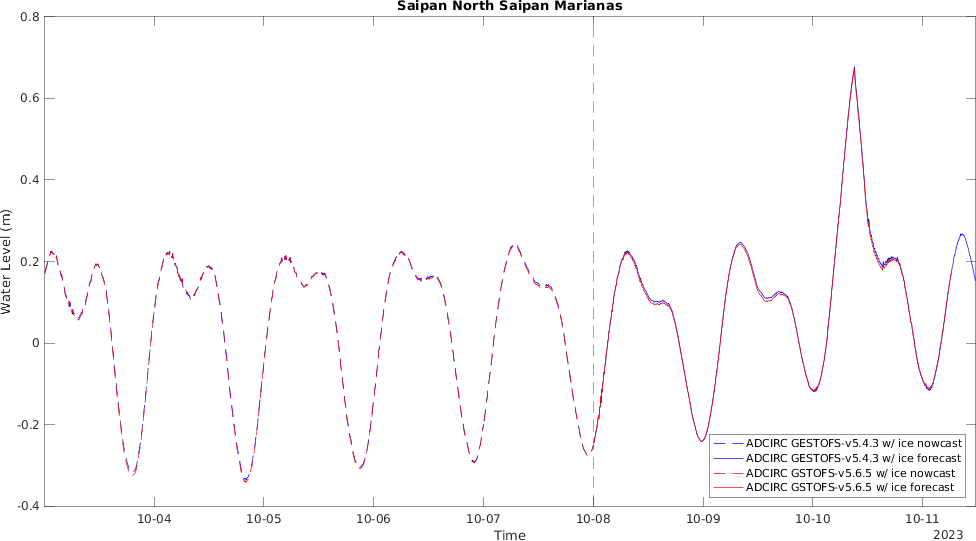 Saipan North Saipan Marianas
0.8
0.6
0.4
0.2
0
-0.2
-0.4
Water Level (m)
10-04
10-05
10-06
10-07
10-08
10-09
10-10
10-11
Time
2023
ADCIRC GESTOFS-v5.4.3 w/ ice nowcast
ADCIRC GESTOFS-v5.4.3 w/ ice forecast
ADCIRC GSTOFS-v5.6.5 w/ ice nowcast
ADCIRC GSTOFS-v5.6.5 w/ ice forecast